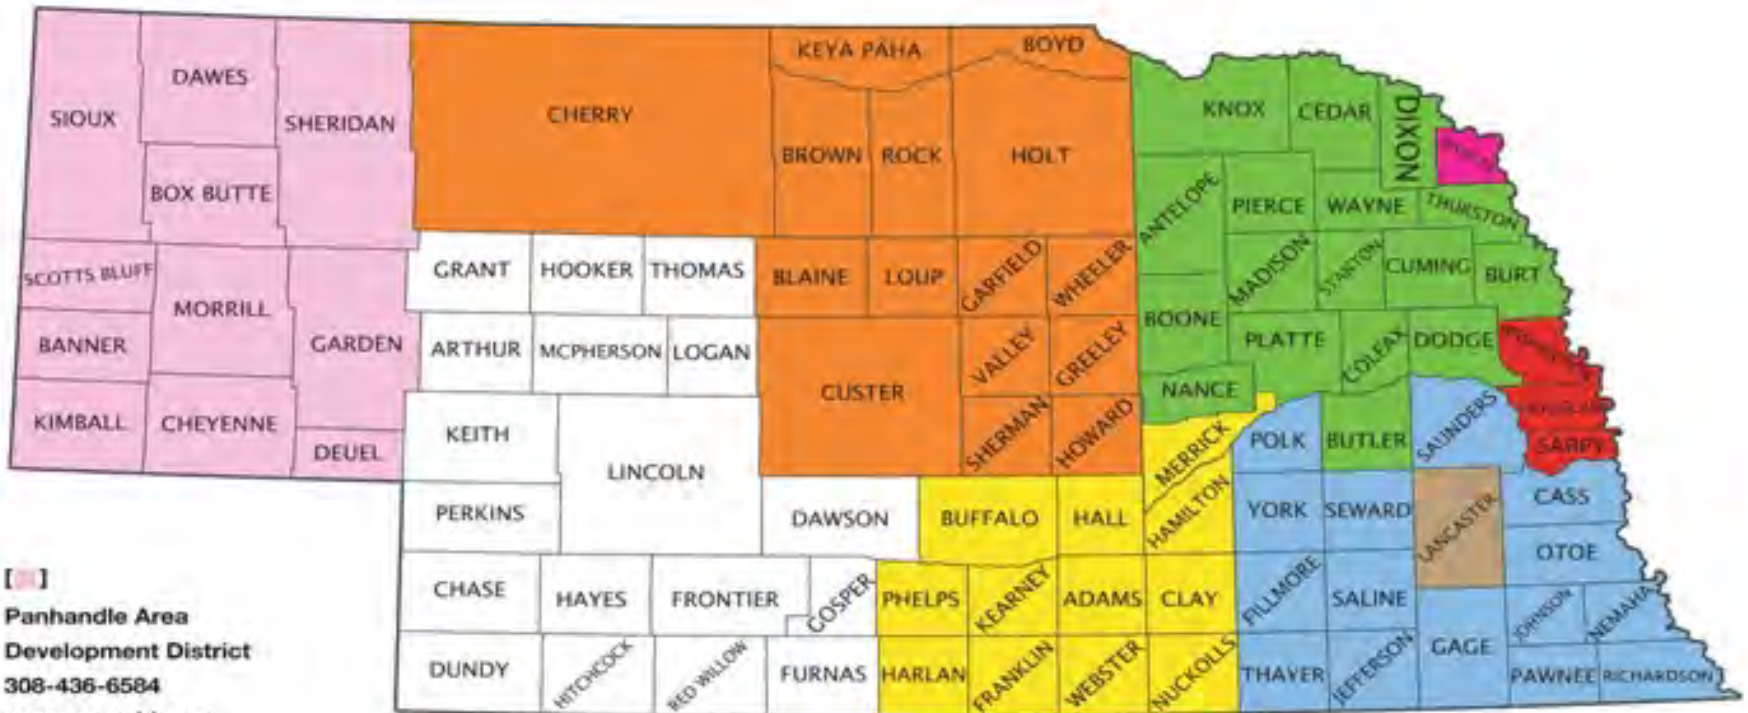 KEYA PAHA
BOYD
DAWES
SIOUX
SHERIDAN
CHERRY
KNOX
CEDAR
DIXON
BROWN
ROCK
HOLT
BOX BUTTE
ANTELOPE
PIERCE
WAYNE
THURSTON
SCOTTS BLUFF
GRANT
HOOKER
THOMAS
BLAINE
LOUP
GARFIELD
WHEELER
MADISON
STANTON
CUMING
BURT
MORRILL
BOONE
BANNER
GARDEN
ARTHUR
MCPHERSON
LOGAN
VALLEY
GREELEY
PLATTE
COLFAX
DODGE
CUSTER
NANCE
KIMBALL
CHEYENNE
KEITH
SHERMAN
HOWARD
MERRICK
POLK
BUTLER
SAUNDERS
SARPY
DEUEL
LINCOLN
PERKINS
DAWSON
BUFFALO
HALL
HAMILTON
YORK
SEWARD
LANCASTER
CASS
OTOE
CHASE
HAYES
FRONTIER
GOSPER
PHELPS
KEARNEY
ADAMS
CLAY
FILLMORE
SALINE
JOHNSON
NEMAHA
DUNDY
HITCHCOCK
RED WILLOW
FURNAS
HARLAN
FRANKLIN
WEBSTER
NUCKOLLS
THAYER
JEFFERSON
GAGE
PAWNEE
RICHARDSON
[ ]
Panhandle Area
Development District
308-436-6584